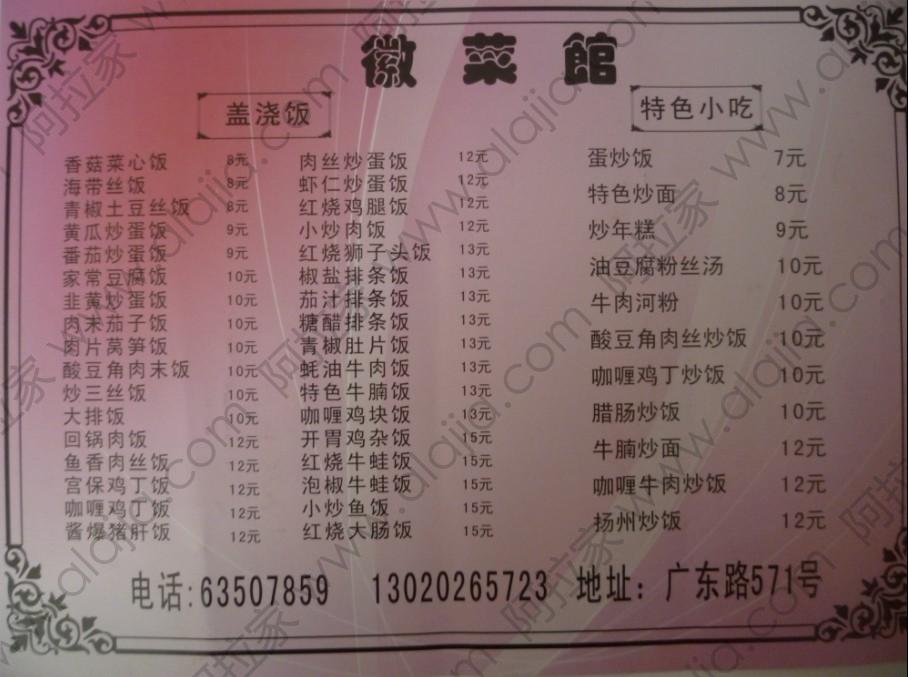 徽菜館
盖浇饭
香菇菜心饭 8元
海带丝饭 8元
青椒土豆丝饭 8元
黄瓜炒蛋饭 9元
番茄炒蛋饭 9元
家常豆腐饭 10元
韭黄炒蛋饭 10元
肉末茄子饭 10元
肉片莴笋饭 10元
酸豆角肉末饭 10元
炒三丝饭 10元
大排饭 10元
回锅肉饭 12元
鱼香肉丝饭 12元
宫保鸡丁饭 12元
咖喱鸡丁饭 12元
酱爆猪肝饭 12元
肉丝炒蛋饭 12元
虾仁炒蛋饭 12元
红烧鸡腿饭 12元
小炒肉饭 12元
红烧狮子头饭 13元
椒盐排条饭 13元
茄汁排条饭 13元
糖醋排条饭 13元
青椒肚片饭 13元
蚝油牛肉饭 13元
特色牛腩饭 13元
咖喱鸡块饭 13元
开胃鸡杂饭 15元
红烧牛蛙饭 15元
泡椒牛蛙饭 15元
小炒鱼饭 15元
红烧大肠饭 15元
特色小吃
蛋炒饭 7元
特色炒面 8元
炒年糕 9元
油豆腐粉丝汤 10元
牛肉河粉 10元
酸豆角肉丝炒饭 10元
咖喱鸡丁炒饭 10元
腊肠炒饭 10元
牛腩炒面 12元
咖喱牛肉炒饭 12元
扬州炒饭 12元
电话:63507859 13020265723 地址：广东路571号
阿拉家 www.alajia.com